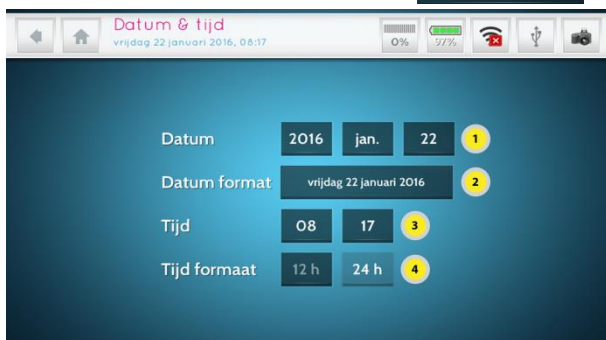 Datum & tijd
vrijdag 22 januari 2016, 08:17
0%
97%
Datum 2016 jan. 22 1
Datum format vrijdag 22 januari 2016 2
Tijd 08 17 3
Tijd formaat 12 h 24 h 4